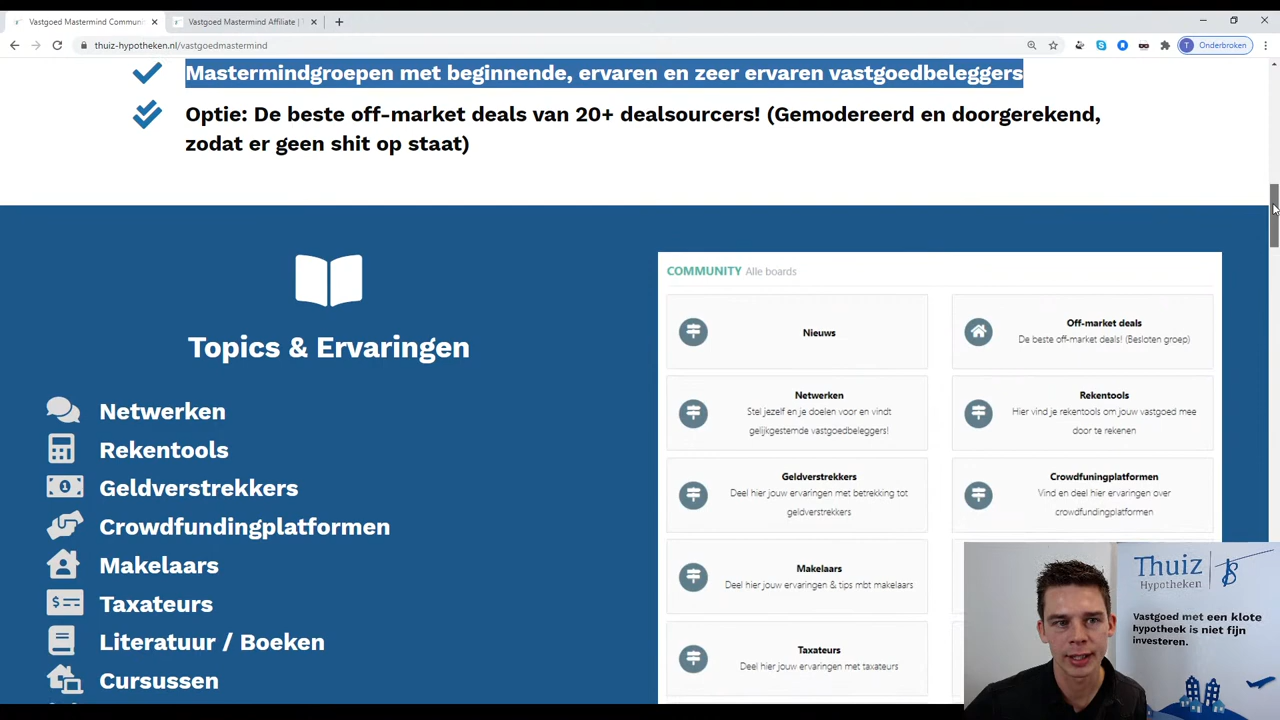 Vastgoed Mastermind Communi
Vastgoed Mastermind Affiliate | T
thuiz-hypotheken.nl/vastgoedmastermind
T
Onderbroken
Mastermindgroepen met beginnende, ervaren en zeer ervaren vastgoedbeleggers
Optie: De beste off-market deals van 20+ dealsourcers! (Gemodereerd en doorgerekend,
zodat er geen shit op staat)
Topics & Ervaringen
Netwerken
Rekentools
Geldverstrekkers
Crowdfundingplatformen
Makelaars
Taxateurs
Literatuur / Boeken
Cursussen
COMMUNITY Alle boards
Nieuws
Off-market deals
De beste off-market deals! (Besloten groep)
Netwerken
Stel jezelf en je doelen voor en vindt
gelijkgestemde vastgoedbeleggers!
Rekentools
Hier vind je rekentools om jouw vastgoed mee
door te rekenen
Geldverstrekkers
Deel hier jouw ervaringen met betrekking tot
geldverstrekkers
Crowdfuningplatformen
Vind en deel hier ervaringen over
crowdfundingplatformen
Makelaars
Deel hier jouw ervaringen & tips mbt makelaars
Taxateurs
Deel hier jouw ervaringen met taxateurs
Thuiz
Hypotheken
Vastgoed met een klote
hypotheek is niet fijn
investeren.